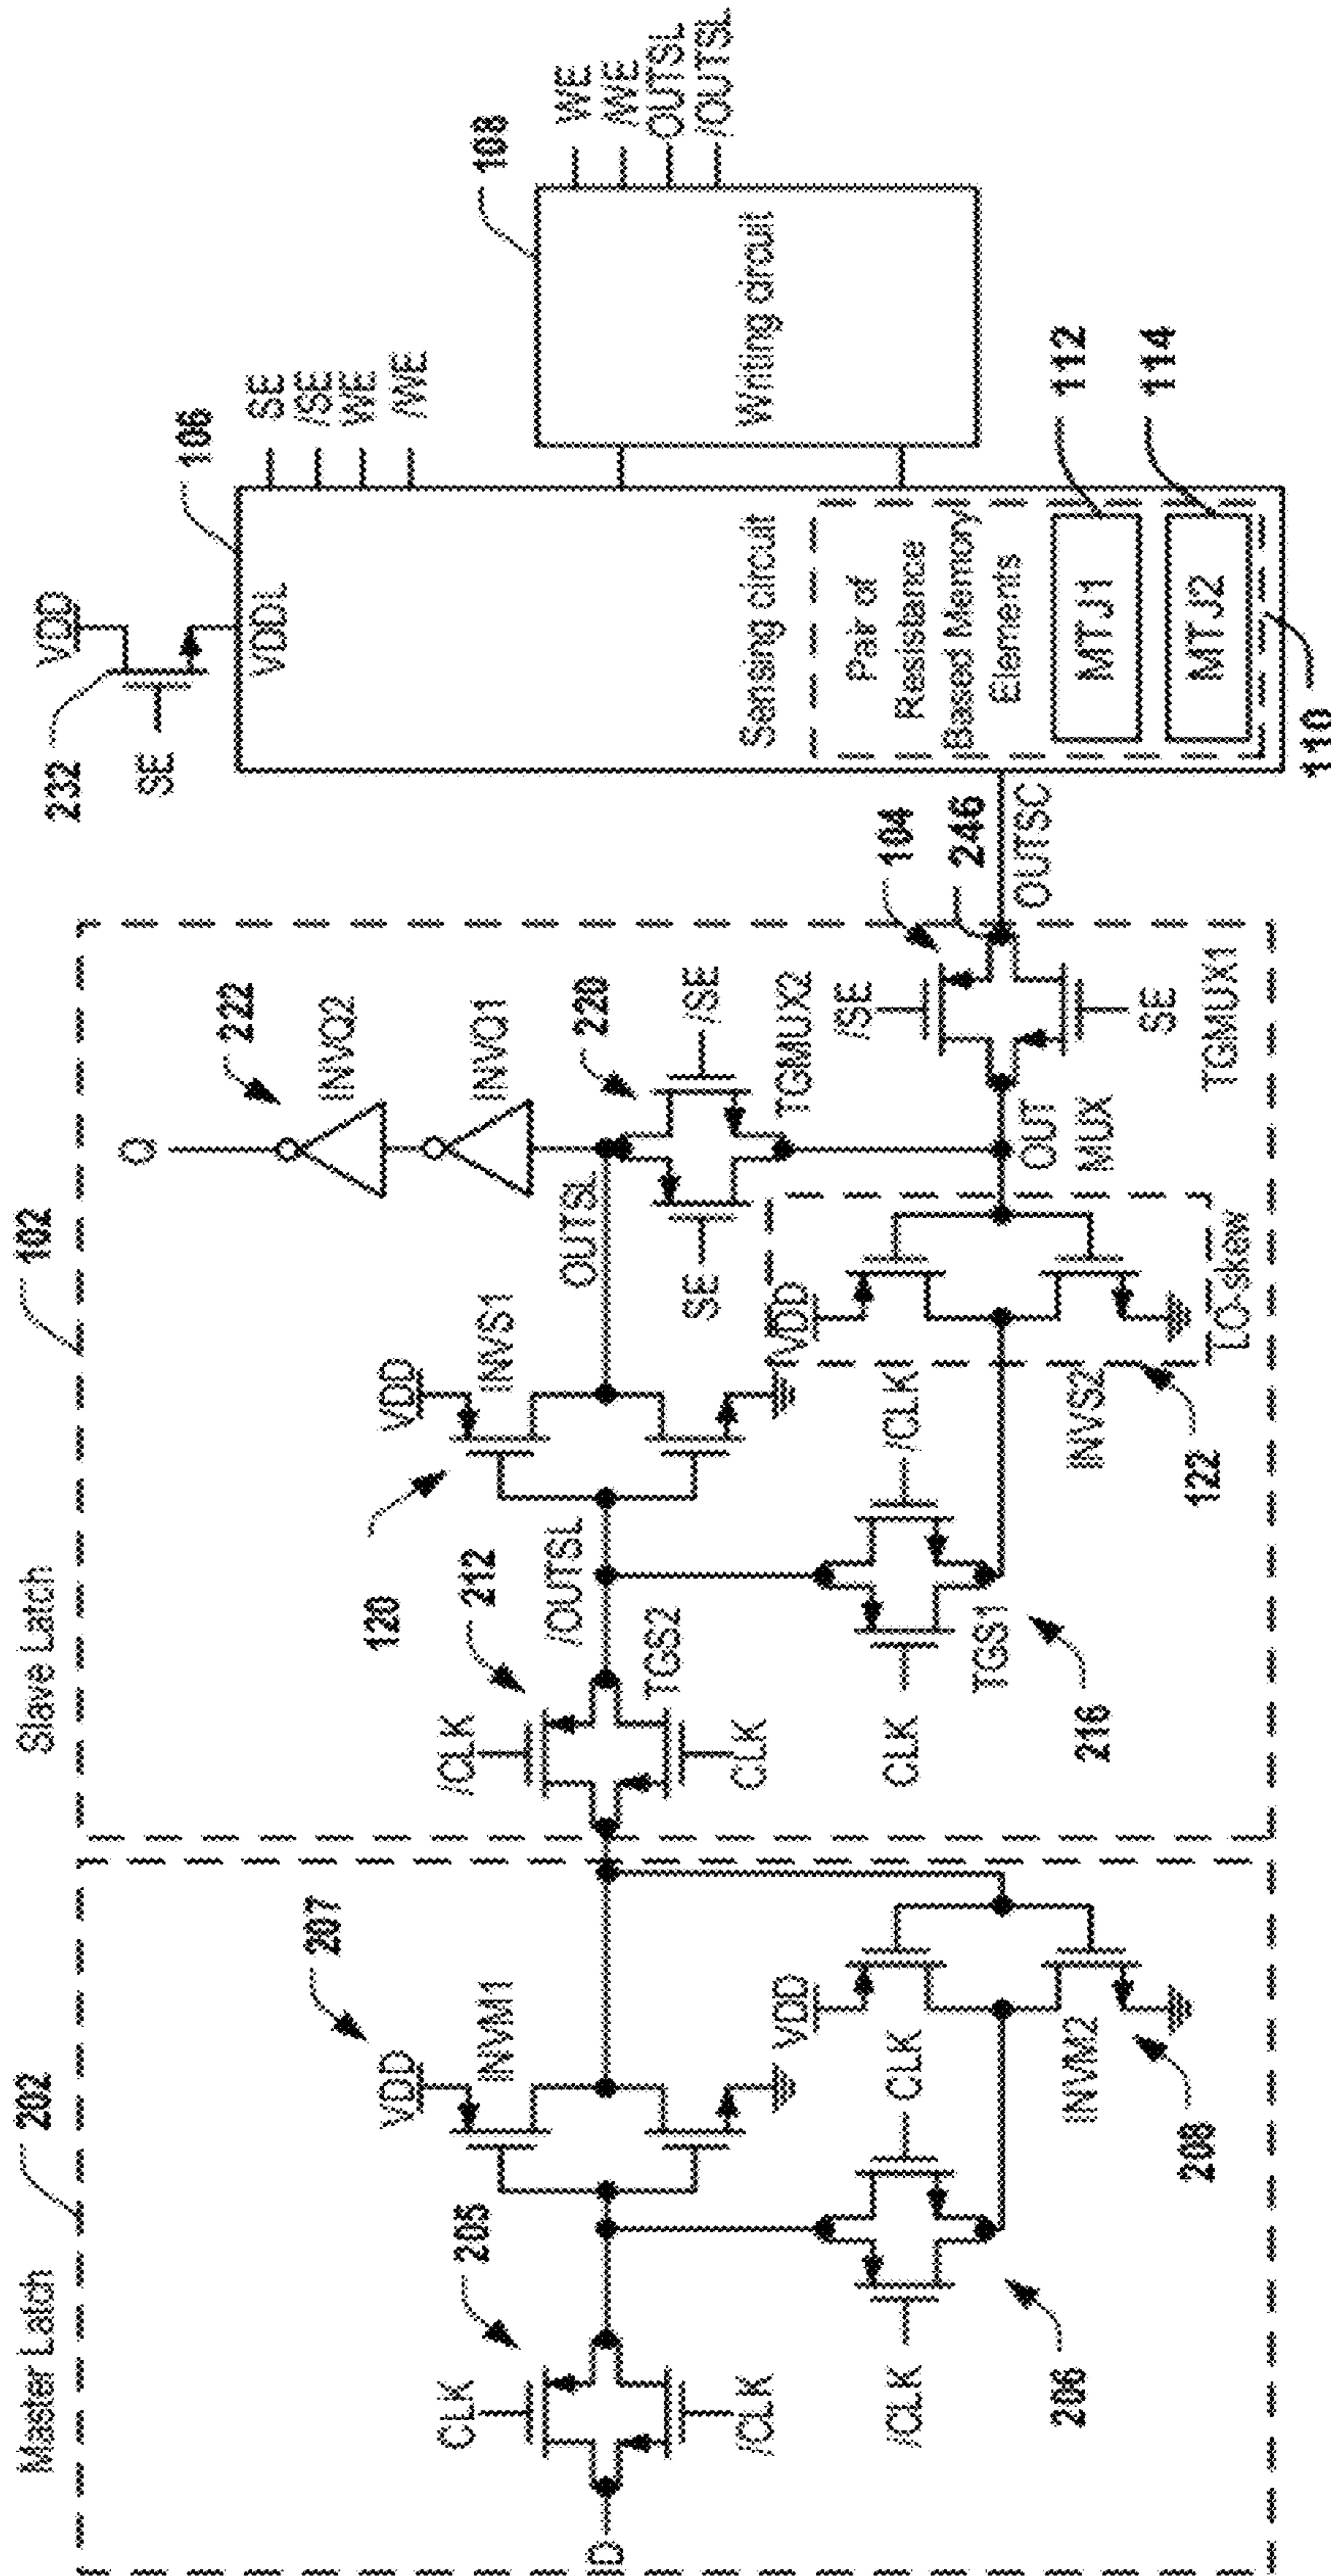 Master Latch
202
Slave Latch
102
D
CLK
/CLK
205
VDD
INVM1
207
/CLK
CLK
206
VDD
INVM2
208
/CLK
CLK
TGS2
212
/OUTSL
120
VDD
INVS1
OUTSL
CLK
/CLK
TGS1
216
VDD
INVS2
122
LO-skew
SE
/SE
TGMUX2
220
INVQ1
INVQ2
222
Q
OUT
MUX
/SE
SE
TGMUX1
104
246
OUTSC
232
VDD
SE
VDDL
106
SE
/SE
WE
/WE
Sensing circuit
Pair of
Resistance
Based Memory
Elements
MTJ1
MTJ2
112
114
110
108
Writing circuit
WE
/WE
OUTSL
/OUTSL